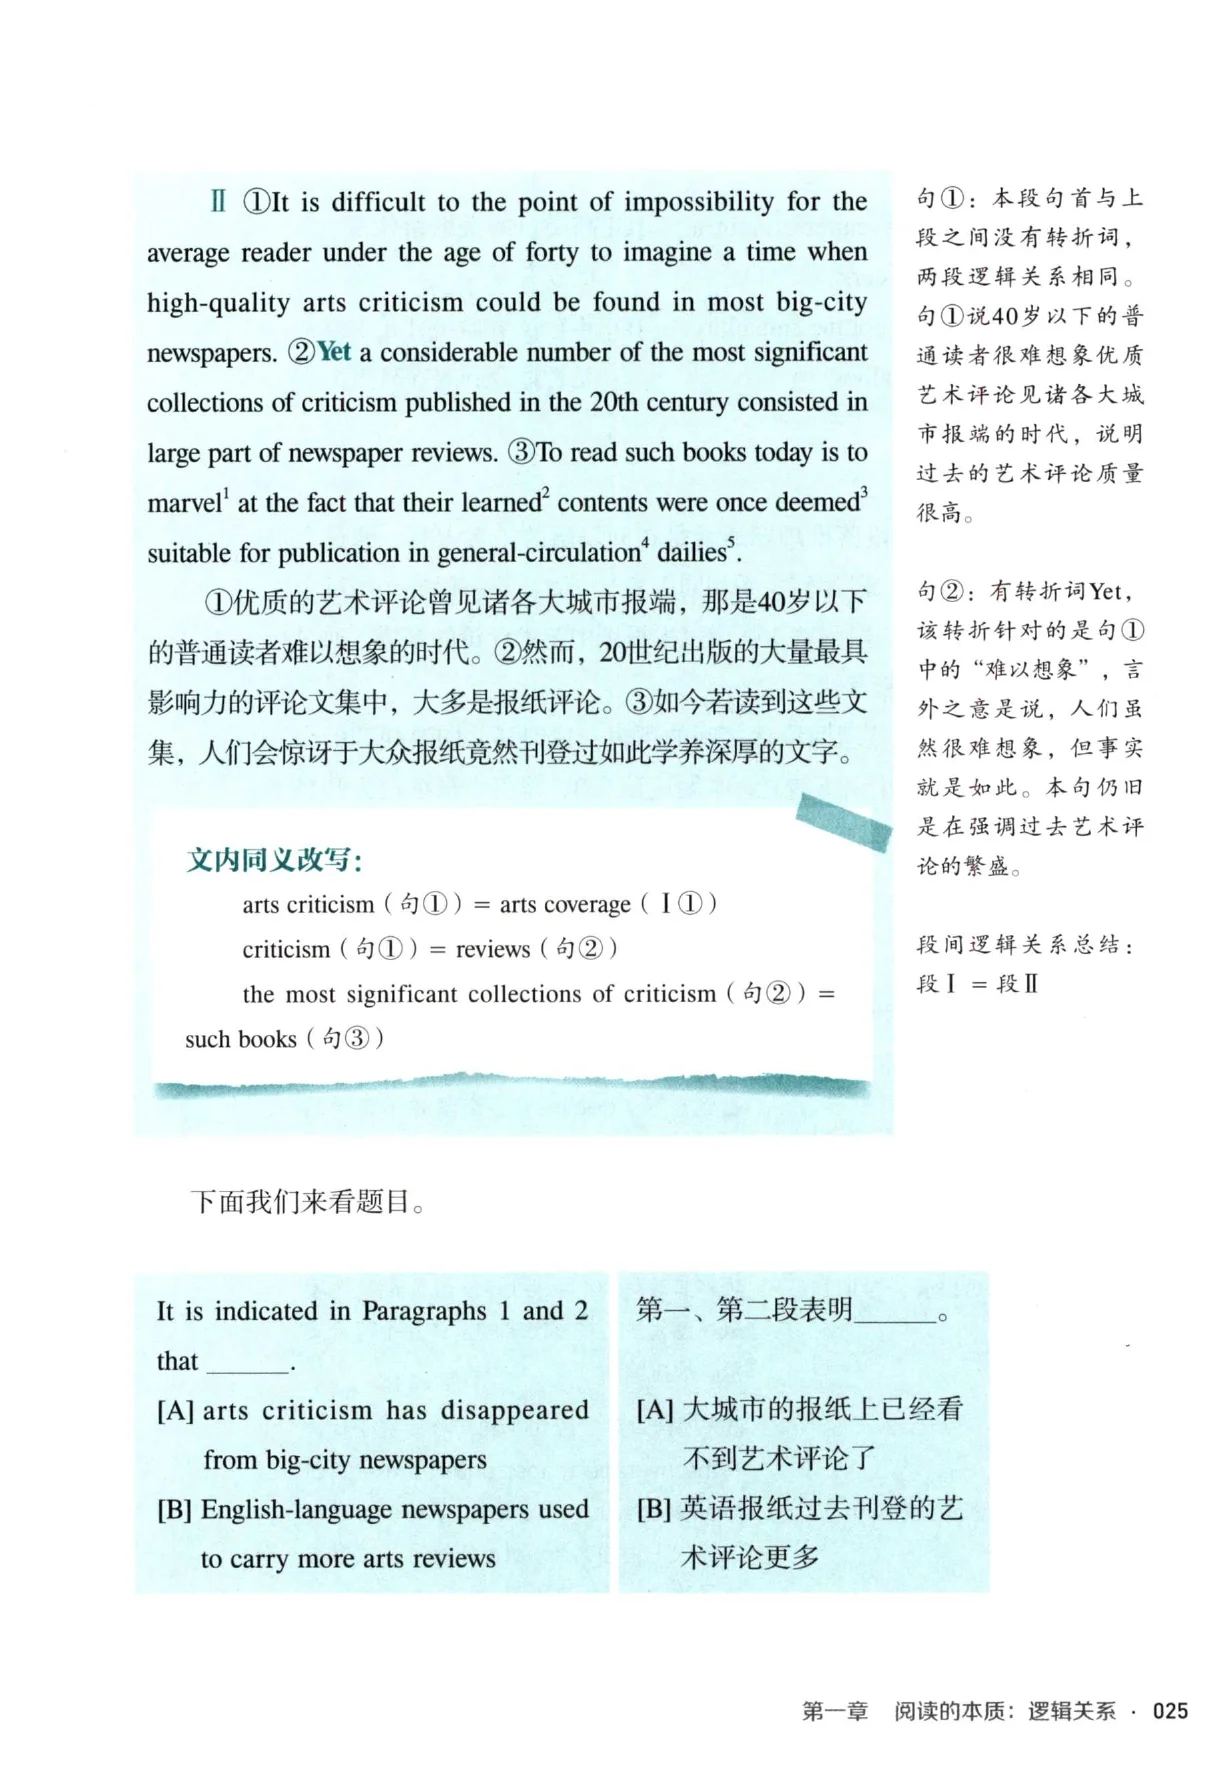 Ⅱ ①It is difficult to the point of impossibility for the
average reader under the age of forty to imagine a time when
high-quality arts criticism could be found in most big-city
newspapers. ②Yet a considerable number of the most significant
collections of criticism published in the 20th century consisted in
large part of newspaper reviews. ③To read such books today is to
marvel¹ at the fact that their learned² contents were once deemed³
suitable for publication in general-circulation⁴ dailies⁵.
①优质的艺术评论曾见诸各大城市报端，那是40岁以下
的普通读者难以想象的时代。②然而，20世纪出版的大量最具
影响力的评论文集中，大多是报纸评论。③如今若读到这些文
集，人们会惊讶于大众报纸竟然刊登过如此学养深厚的文字。
文内同义改写：
arts criticism（句①）= arts coverage（Ⅰ①）
criticism（句①）= reviews（句②）
the most significant collections of criticism（句②）=
such books（句③）
句①：本段句首与上
段之间没有转折词，
两段逻辑关系相同。
句①说40岁以下的普
通读者很难想象优质
艺术评论见诸各大城
市报端的时代，说明
过去的艺术评论质量
很高。
句②：有转折词Yet，
该转折针对的是句①
中的“难以想象”，言
外之意是说，人们虽
然很难想象，但事实
就是如此。本句仍旧
是在强调过去艺术评
论的繁盛。
段间逻辑关系总结：
段Ⅰ =段Ⅱ
下面我们来看题目。
It is indicated in Paragraphs 1 and 2
that ______.
[A] arts criticism has disappeared
from big-city newspapers
[B] English-language newspapers used
to carry more arts reviews
第一、第二段表明______。
[A] 大城市的报纸上已经看
不到艺术评论了
[B] 英语报纸过去刊登的艺
术评论更多
第一章 阅读的本质：逻辑关系 · 025